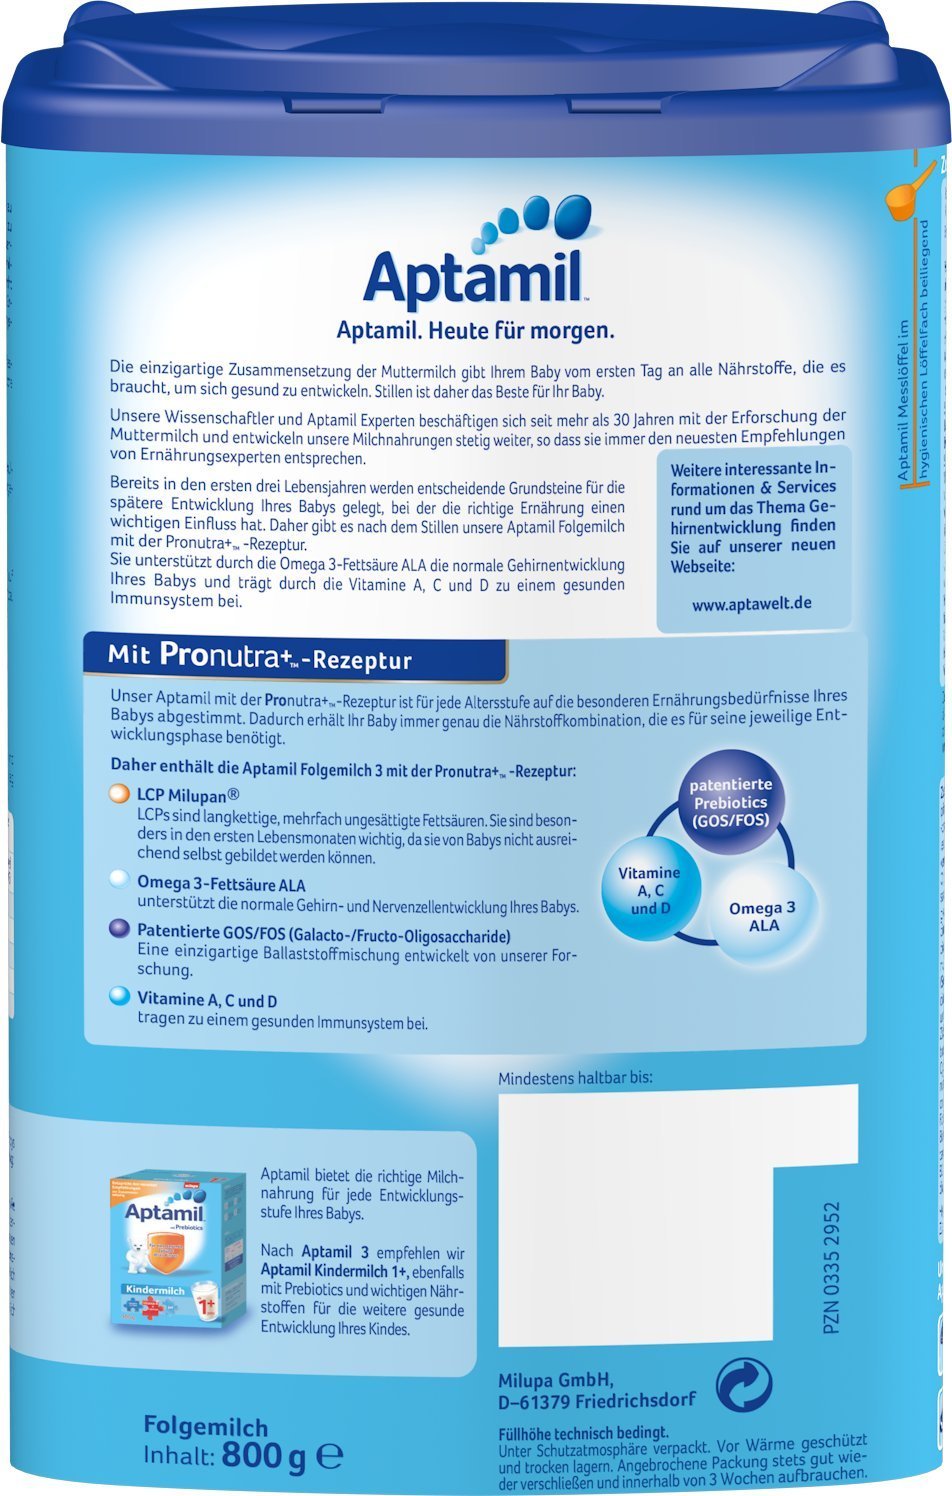 Aptamil
Aptamil. Heute für morgen.
Die einzigartige Zusammensetzung der Muttermilch gibt Ihrem Baby vom ersten Tag an alle Nährstoffe, die es
braucht, um sich gesund zu entwickeln. Stillen ist daher das Beste für Ihr Baby.
Unsere Wissenschaftler und Aptamil Experten beschäftigen sich seit mehr als 30 Jahren mit der Erforschung der
Muttermilch und entwickeln unsere Milchnahrungen stetig weiter, so dass sie immer den neuesten Empfehlungen
von Ernährungsexperten entsprechen.
Bereits in den ersten drei Lebensjahren werden entscheidende Grundsteine für die
spätere Entwicklung Ihres Babys gelegt, bei der die richtige Ernährung einen
wichtigen Einfluss hat. Daher gibt es nach dem Stillen unsere Aptamil Folgemilch
mit der Pronutra+™ -Rezeptur.
Sie unterstützt durch die Omega 3-Fettsäure ALA die normale Gehirnentwicklung
Ihres Babys und trägt durch die Vitamine A, C und D zu einem gesunden
Immunsystem bei.
Weitere interessante In-
formationen & Services
rund um das Thema Ge-
hirnentwicklung finden
Sie auf unserer neuen
Webseite:
www.aptawelt.de
Aptamil Messlöffel im
hygienischen Löffelfach beiliegend
Mit Pronutra+™-Rezeptur
Unser Aptamil mit der Pronutra+™-Rezeptur ist für jede Altersstufe auf die besonderen Ernährungsbedürfnisse Ihres
Babys abgestimmt. Dadurch erhält Ihr Baby immer genau die Nährstoffkombination, die es für seine jeweilige Ent-
wicklungsphase benötigt.
Daher enthält die Aptamil Folgemilch 3 mit der Pronutra+™ -Rezeptur:
LCP Milupan®
LCPs sind langkettige, mehrfach ungesättigte Fettsäuren. Sie sind beson-
ders in den ersten Lebensmonaten wichtig, da sie von Babys nicht ausrei-
chend selbst gebildet werden können.
Omega 3-Fettsäure ALA
unterstützt die normale Gehirn- und Nervenzellentwicklung Ihres Babys.
Patentierte GOS/FOS (Galacto-/Fructo-Oligosaccharide)
Eine einzigartige Ballaststoffmischung entwickelt von unserer For-
schung.
Vitamine A, C und D
tragen zu einem gesunden Immunsystem bei.
patentierte
Prebiotics
(GOS/FOS)
Vitamine
A, C
und D
Omega 3
ALA
Mindestens haltbar bis:
Aptamil
Prebiotics
Kindermilch
1+
Aptamil bietet die richtige Milch-
nahrung für jede Entwicklungs-
stufe Ihres Babys.
Nach Aptamil 3 empfehlen wir
Aptamil Kindermilch 1+, ebenfalls
mit Prebiotics und wichtigen Nähr-
stoffen für die weitere gesunde
Entwicklung Ihres Kindes.
PZN 0335 2952
Folgemilch
Inhalt: 800 g ℮
Milupa GmbH,
D-61379 Friedrichsdorf
Füllhöhe technisch bedingt.
Unter Schutzatmosphäre verpackt. Vor Wärme geschützt
und trocken lagern. Angebrochene Packung stets gut wie-
der verschließen und innerhalb von 3 Wochen aufbrauchen.